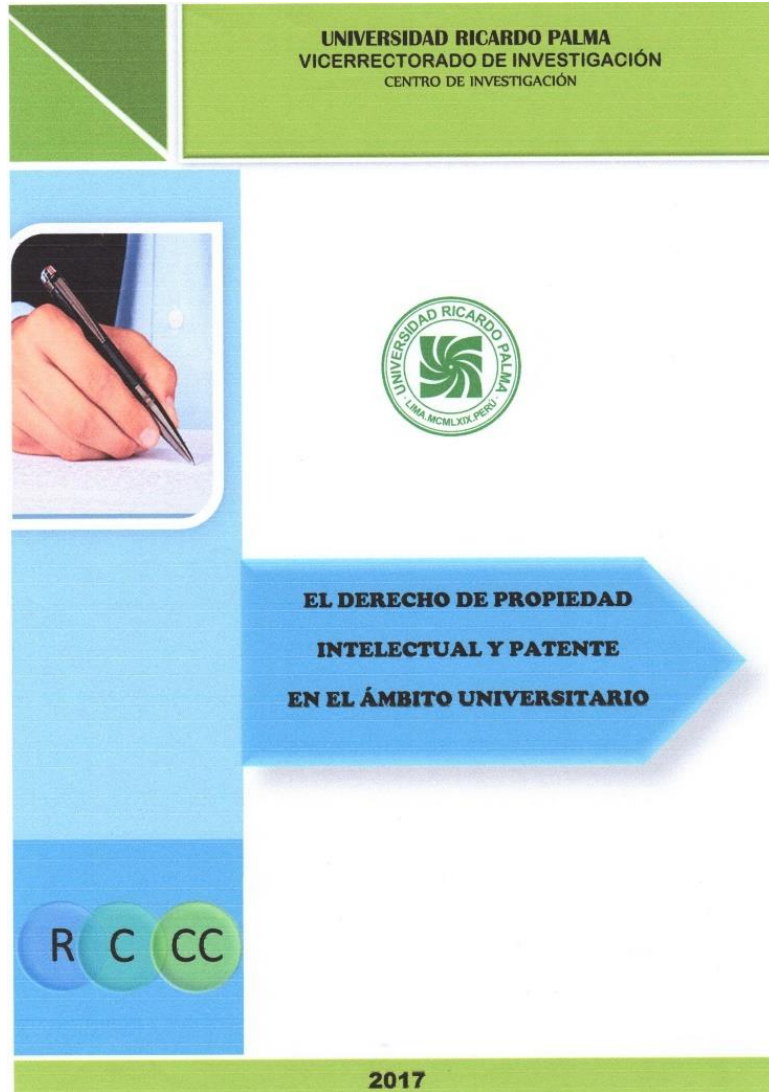 UNIVERSIDAD RICARDO PALMA
VICERRECTORADO DE INVESTIGACIÓN
CENTRO DE INVESTIGACIÓN
UNIVERSIDAD RICARDO PALMA
· LIMA.MCMLXIX.PERÚ ·
EL DERECHO DE PROPIEDAD
INTELECTUAL Y PATENTE
EN EL ÁMBITO UNIVERSITARIO
R C CC
2017